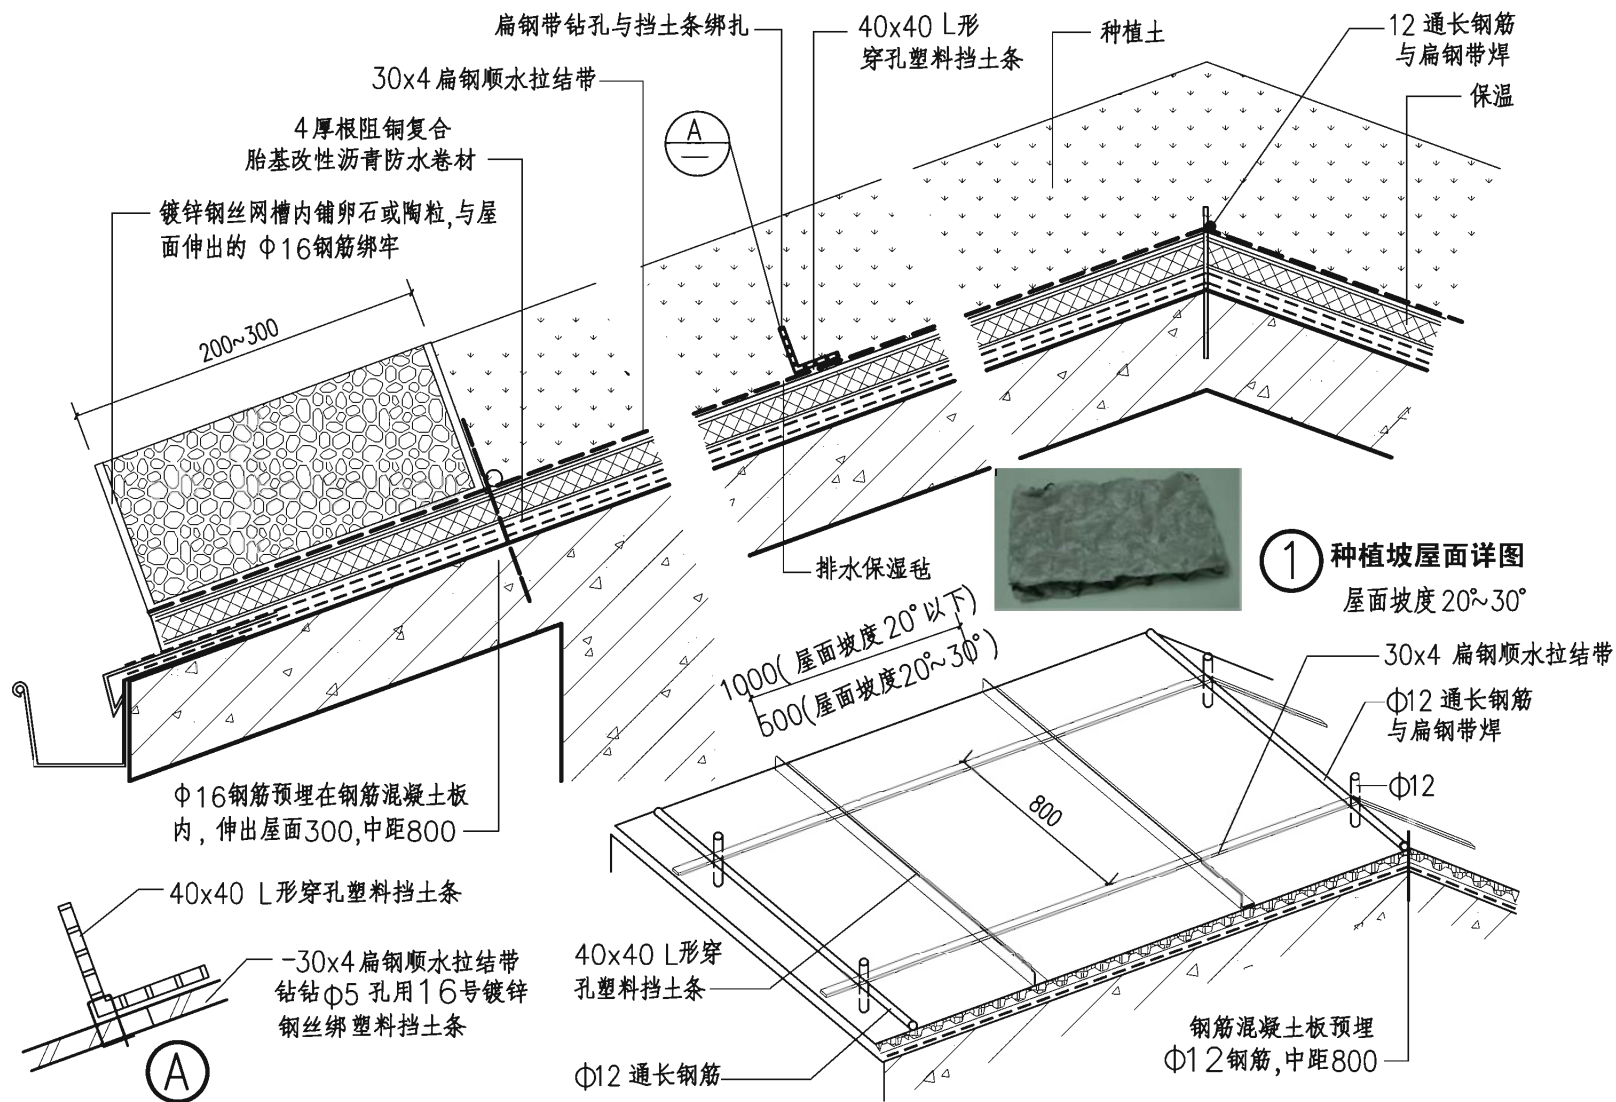 扁钢带钻孔与挡土条绑扎
40x40 L形
穿孔塑料挡土条
种植土
12 通长钢筋
与扁钢带焊
30x4扁钢顺水拉结带
保温
A
4厚根阻铜复合
胎基改性沥青防水卷材
镀锌钢丝网槽内铺卵石或陶粒,与屋
面伸出的 Φ16钢筋绑牢
200~300
排水保湿毡
1 种植坡屋面详图
屋面坡度20°~30°
1000(屋面坡度20°以下)
500(屋面坡度20°~30°)
30x4 扁钢顺水拉结带
Φ12 通长钢筋
与扁钢带焊
Φ12
800
Φ16钢筋预埋在钢筋混凝土板
内, 伸出屋面300,中距800
40x40 L形穿孔塑料挡土条
-30x4扁钢顺水拉结带
钻钻Φ5 孔用16号镀锌
钢丝绑塑料挡土条
A
40x40 L形穿
孔塑料挡土条
Φ12 通长钢筋
钢筋混凝土板预埋
Φ12钢筋,中距800